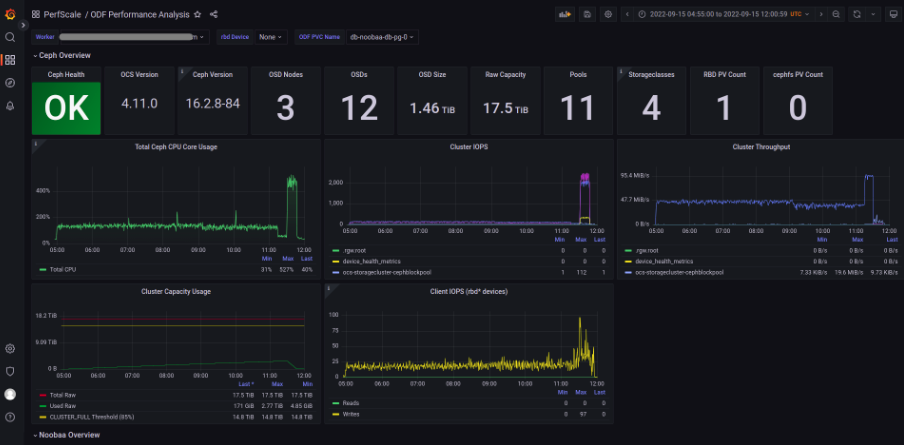 PerfScale / ODF Performance Analysis
2022-09-15 04:55:00 to 2022-09-15 12:00:59 UTC
Worker m rbd Device None ODF PVC Name db-noobaa-db-pg-0
Ceph Overview
Ceph Health OCS Version Ceph Version OSD Nodes OSDs OSD Size Raw Capacity Pools Storageclasses RBD PV Count cephfs PV Count
OK 4.11.0 16.2.8-84 3 12 1.46 TiB 17.5 TiB 11 4 1 0
Total Ceph CPU Core Usage
400%
200%
0%
05:00 06:00 07:00 08:00 09:00 10:00 11:00 12:00
Min Max Last
Total CPU 31% 527% 40%
Cluster IOPS
2,000
1,000
0
05:00 06:00 07:00 08:00 09:00 10:00 11:00 12:00
Min Max Last
.rgw.root 0 0 0
device_health_metrics 0 0 0
ocs-storagecluster-cephblockpool 1 112 1
Cluster Throughput
95.4 MiB/s
47.7 MiB/s
0 B/s
05:00 06:00 07:00 08:00 09:00 10:00 11:00 12:00
Min Max Last
.rgw.root 0 B/s 0 B/s 0 B/s
device_health_metrics 0 B/s 0 B/s 0 B/s
ocs-storagecluster-cephblockpool 7.33 KiB/s 19.6 MiB/s 9.73 KiB/s
Cluster Capacity Usage
18.2 TiB
9.09 TiB
0 B
05:00 06:00 07:00 08:00 09:00 10:00 11:00 12:00
Last * Max Min
Total Raw 17.5 TiB 17.5 TiB 17.5 TiB
Used Raw 171 GiB 2.77 TiB 4.85 GiB
CLUSTER_FULL Threshold (85%) 14.8 TiB 14.8 TiB 14.8 TiB
Client IOPS (rbd* devices)
100
75
50
25
0
05:00 06:00 07:00 08:00 09:00 10:00 11:00 12:00
Min Max Last
Reads 0 0 0
Writes 0 97 0
Noobaa Overview